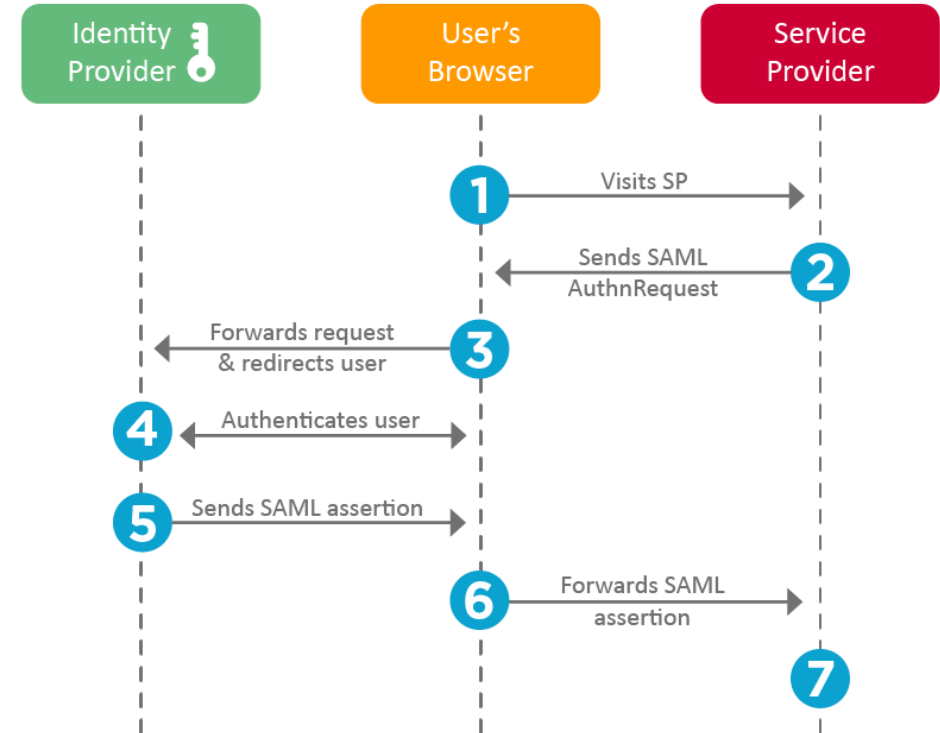 Identity
Provider
User's
Browser
Service
Provider
1
Visits SP
Sends SAML
AuthnRequest
2
Forwards request
& redirects user
3
4
Authenticates user
5
Sends SAML assertion
6
Forwards SAML
assertion
7